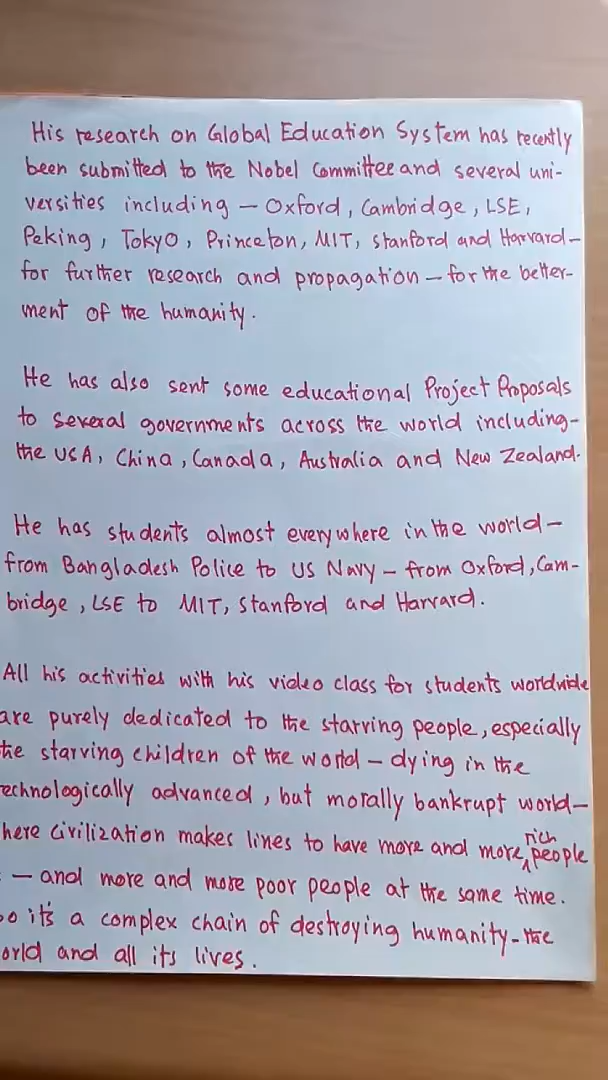 His research on Global Education System has recently
been submitted to the Nobel Committee and several uni-
versities including — Oxford, Cambridge, LSE,
Peking, Tokyo, Princeton, MIT, Stanford and Harvard —
for further research and propagation — for the better-
ment of the humanity.
He has also sent some educational Project Proposals
to several governments across the world including-
the USA, China, Canada, Australia and New Zealand.
He has students almost everywhere in the world —
from Bangladesh Police to US Navy — from Oxford, Cam-
bridge, LSE to MIT, Stanford and Harvard.
All his activities with his video class for students worldwide
are purely dedicated to the starving people, especially
the starving children of the world — dying in the
technologically advanced, but morally bankrupt world —
here civilization makes lines to have more and more rich people
— and more and more poor people at the same time.
so it's a complex chain of destroying humanity - the
orld and all its lives.